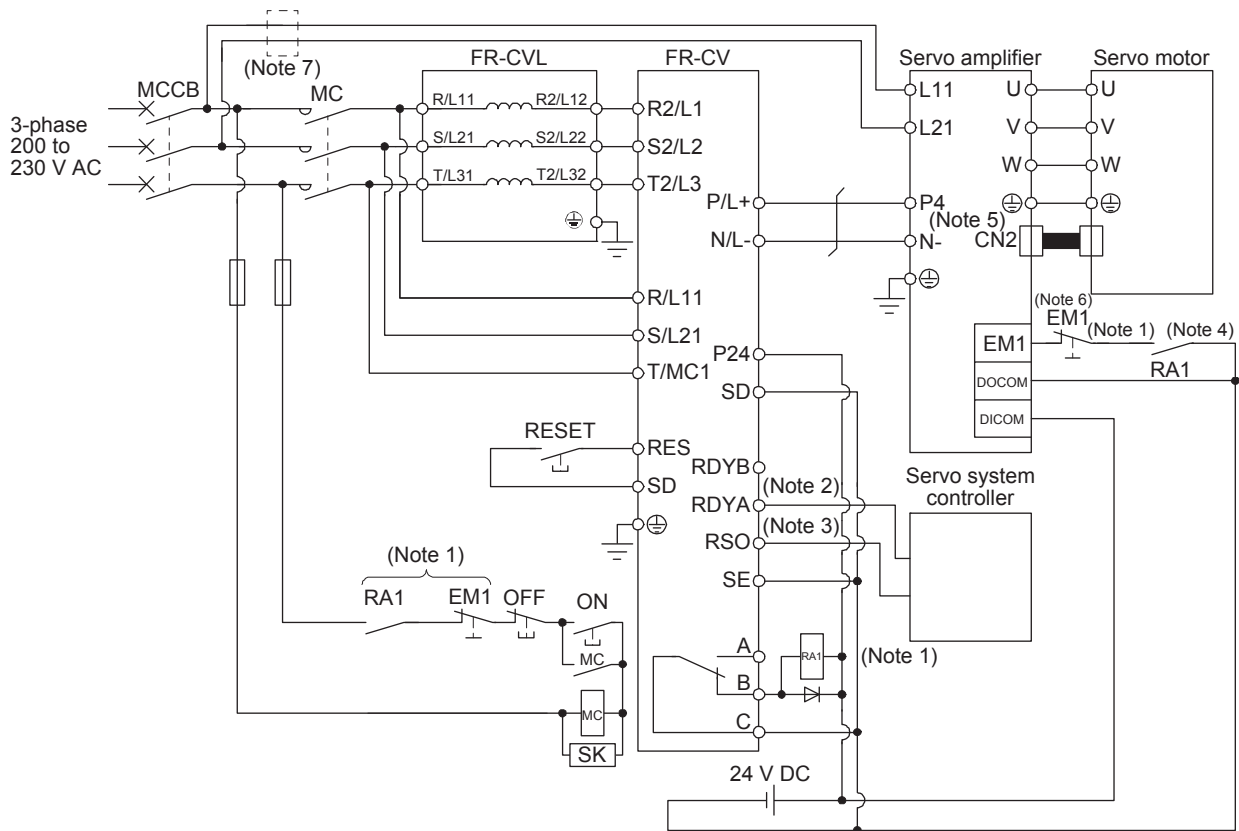 (Note 7)
FR-CVL
FR-CV
Servo amplifier
Servo motor
MCCB
MC
3-phase
200 to
230 V AC
R/L11
R2/L12
R2/L1
S/L21
S2/L22
S2/L2
T/L31
T2/L32
T2/L3
L11
L21
U
U
V
V
W
W
P/L+
P4
(Note 5)
N/L-
N-
CN2
R/L11
S/L21
T/MC1
P24
SD
(Note 6)
EM1
EM1
(Note 1)
(Note 4)
RA1
DOCOM
DICOM
RESET
RES
SD
RDYB
RDYA
(Note 2)
RSO
(Note 3)
SE
Servo system
controller
(Note 1)
RA1
EM1
OFF
ON
MC
MC
SK
A
B
C
RA1
(Note 1)
24 V DC